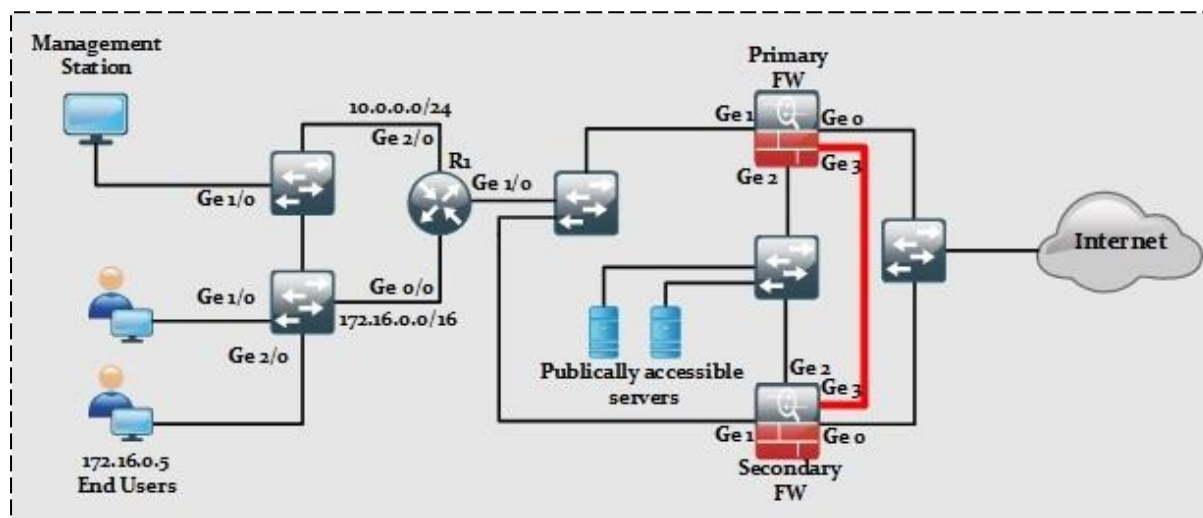 Management
Station
10.0.0.0/24
Ge 2/0
R1
Ge 1/0
Ge 1/0
Ge 1/0
Ge 0/0
172.16.0.0/16
Ge 2/0
172.16.0.5
End Users
Primary
FW
Ge 1
Ge 0
Ge 3
Ge 2
Publically accessible
servers
Ge 2
Ge 3
Ge 1
Ge 0
Secondary
FW
Internet